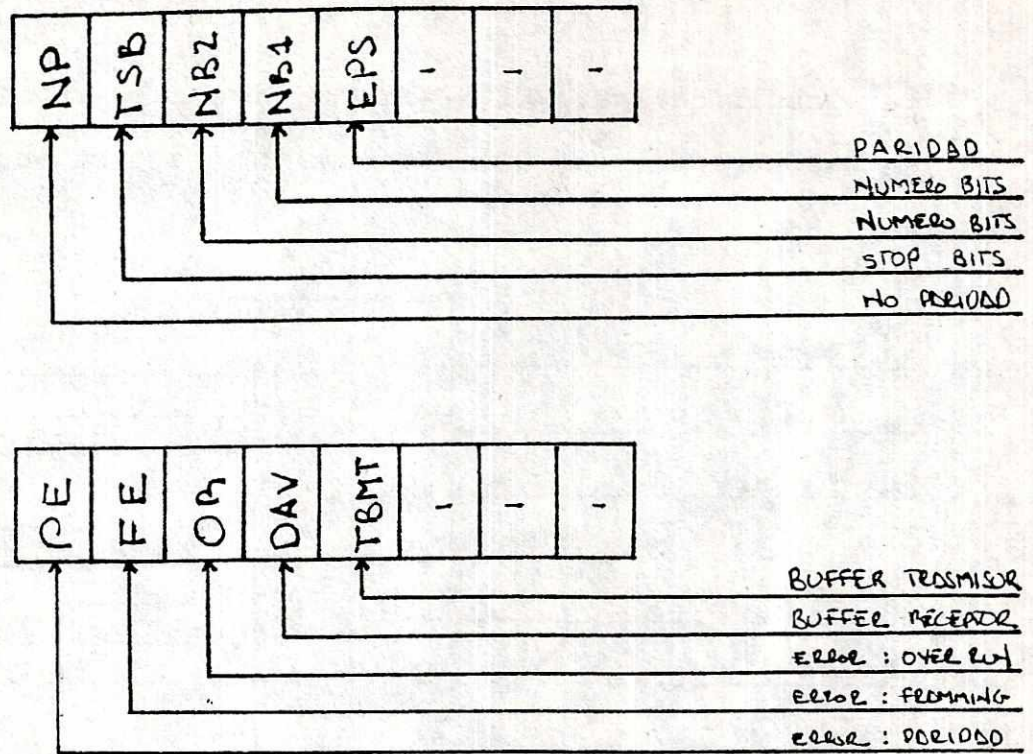 NP TSB NB2 NB1 EPS - - -
PARIDAD
NUMERO BITS
NUMERO BITS
STOP BITS
NO PARIDAD
PE FE OR DAV TBMT - - -
BUFFER TRASMISOR
BUFFER RECEPTOR
ERROR : OVER RUN
ERROR : FRAMMING
ERROR : PARIDAD